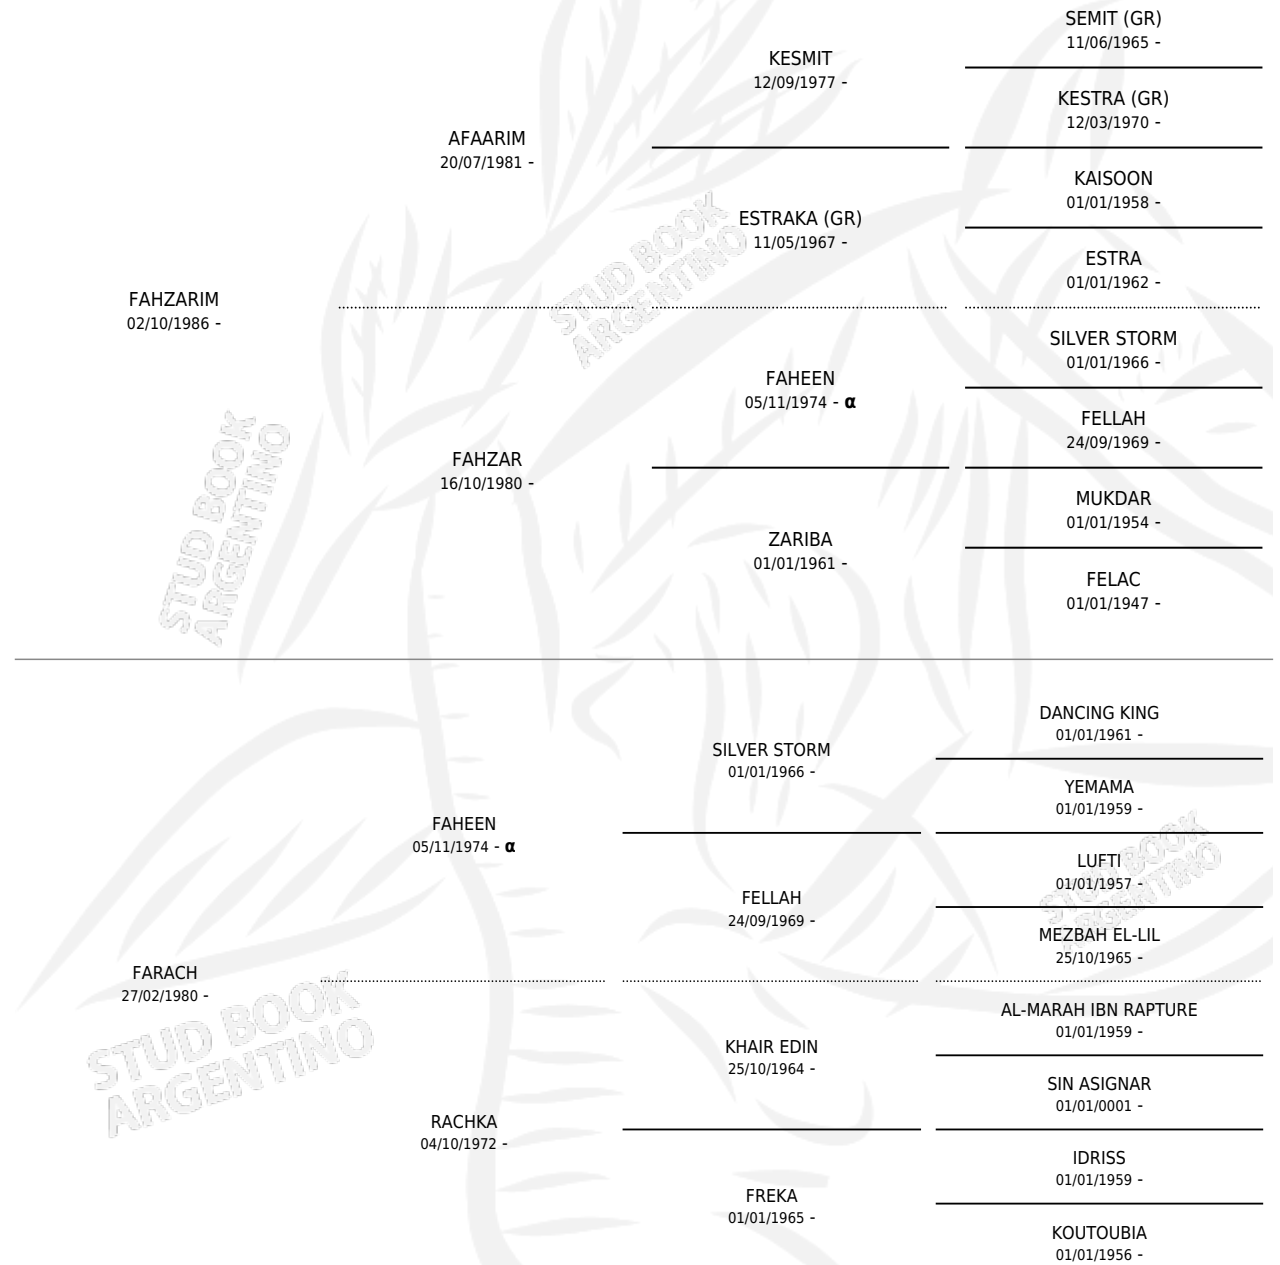 SEMIT (GR)
11/06/1965 -
KESMIT
12/09/1977 -
KESTRA (GR)
12/03/1970 -
AFAARIM
20/07/1981 -
KAISOON
01/01/1958 -
ESTRAKA (GR)
11/05/1967 -
ESTRA
01/01/1962 -
FAHZARIM
02/10/1986 -
SILVER STORM
01/01/1966 -
FAHEEN
05/11/1974 - α
FELLAH
24/09/1969 -
FAHZAR
16/10/1980 -
MUKDAR
01/01/1954 -
ZARIBA
01/01/1961 -
FELAC
01/01/1947 -
STUD BOOK
ARGENTINO
STUD BOOK
ARGENTINO
DANCING KING
01/01/1961 -
SILVER STORM
01/01/1966 -
YEMAMA
01/01/1959 -
FAHEEN
05/11/1974 - α
LUFTI
01/01/1957 -
FELLAH
24/09/1969 -
MEZBAH EL-LIL
25/10/1965 -
FARACH
27/02/1980 -
AL-MARAH IBN RAPTURE
01/01/1959 -
KHAIR EDIN
25/10/1964 -
SIN ASIGNAR
01/01/0001 -
RACHKA
04/10/1972 -
IDRISS
01/01/1959 -
FREKA
01/01/1965 -
KOUTOUBIA
01/01/1956 -
STUD BOOK
ARGENTINO
STUD BOOK
ARGENTINO